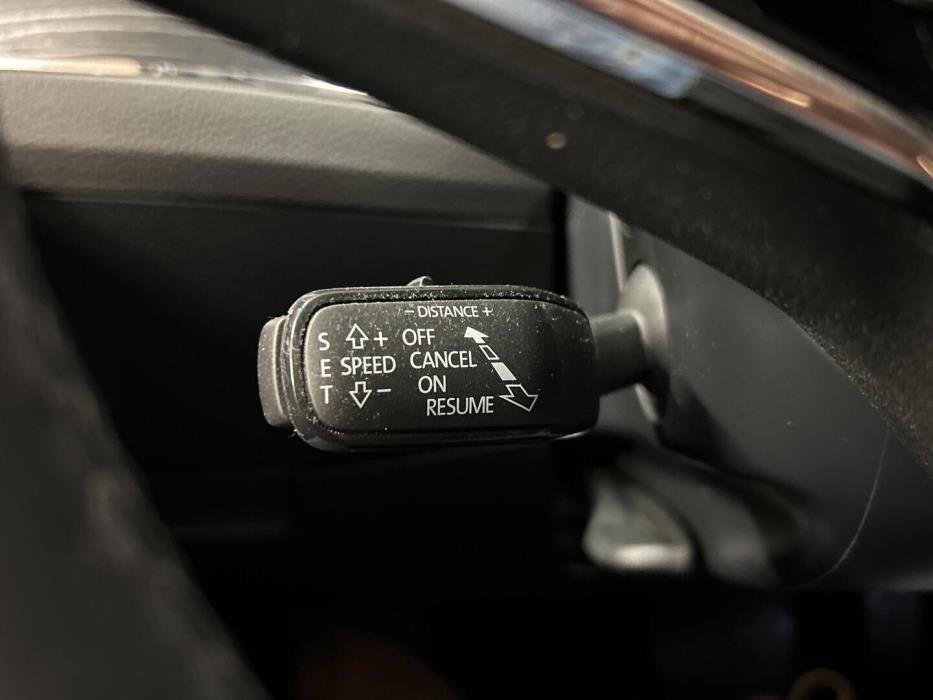 − DISTANCE +
S + OFF
E SPEED CANCEL
T − ON
RESUME